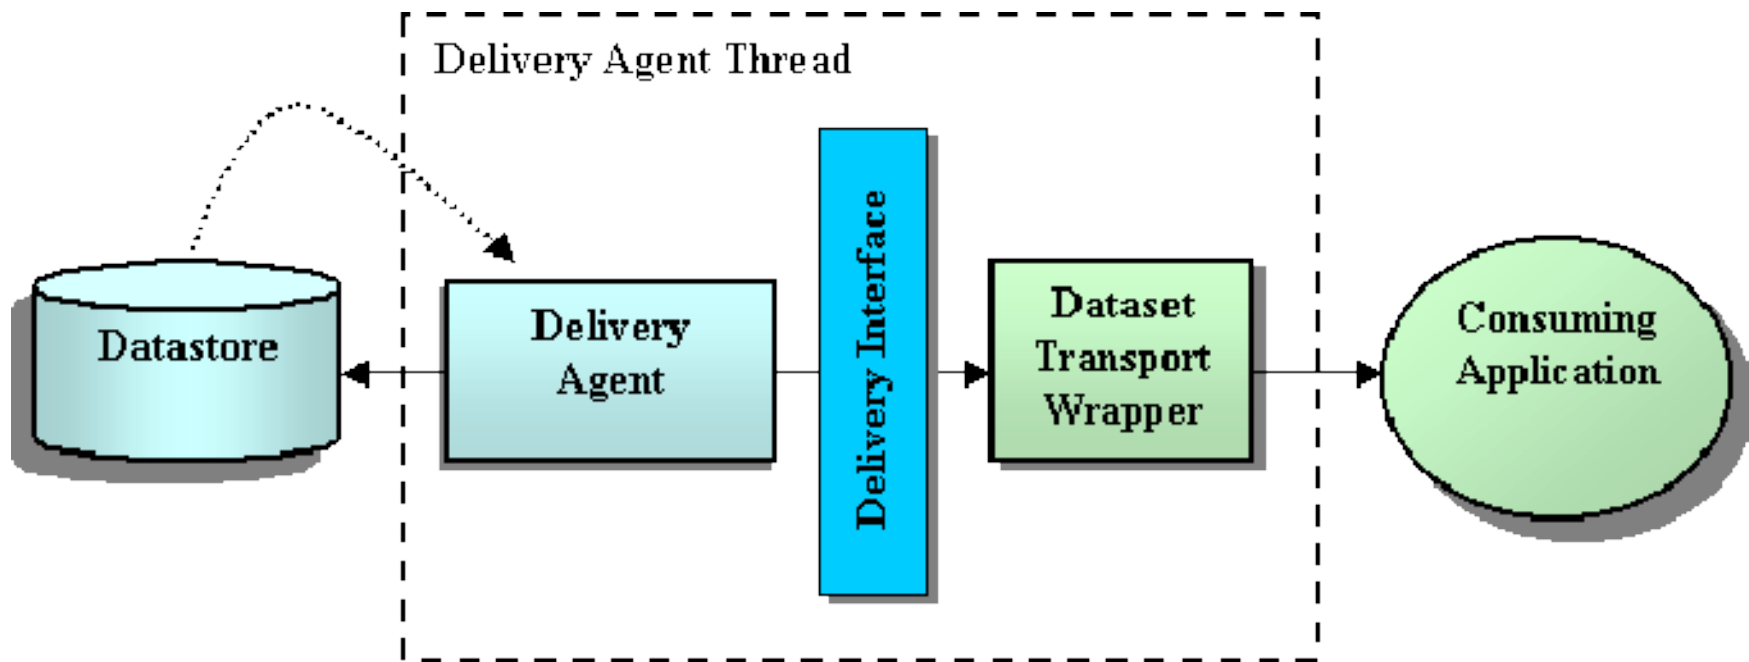 Delivery Agent Thread
Datastore
Delivery
Agent
Delivery Interface
Dataset
Transport
Wrapper
Consuming
Application